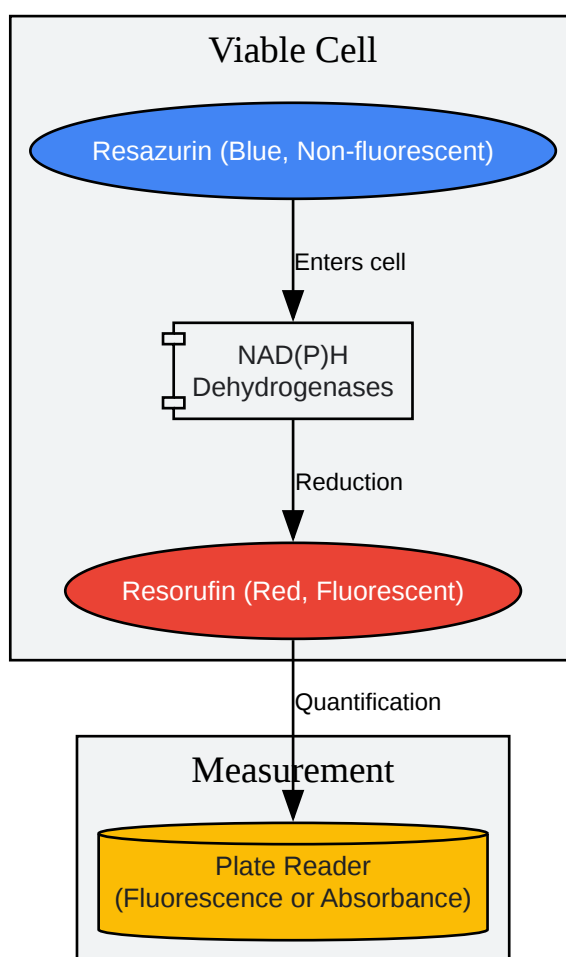 Viable Cell
Resazurin (Blue, Non-fluorescent)
Enters cell
NAD(P)H
Dehydrogenases
Reduction
Resorufin (Red, Fluorescent)
Quantification
Measurement
Plate Reader
(Fluorescence or Absorbance)